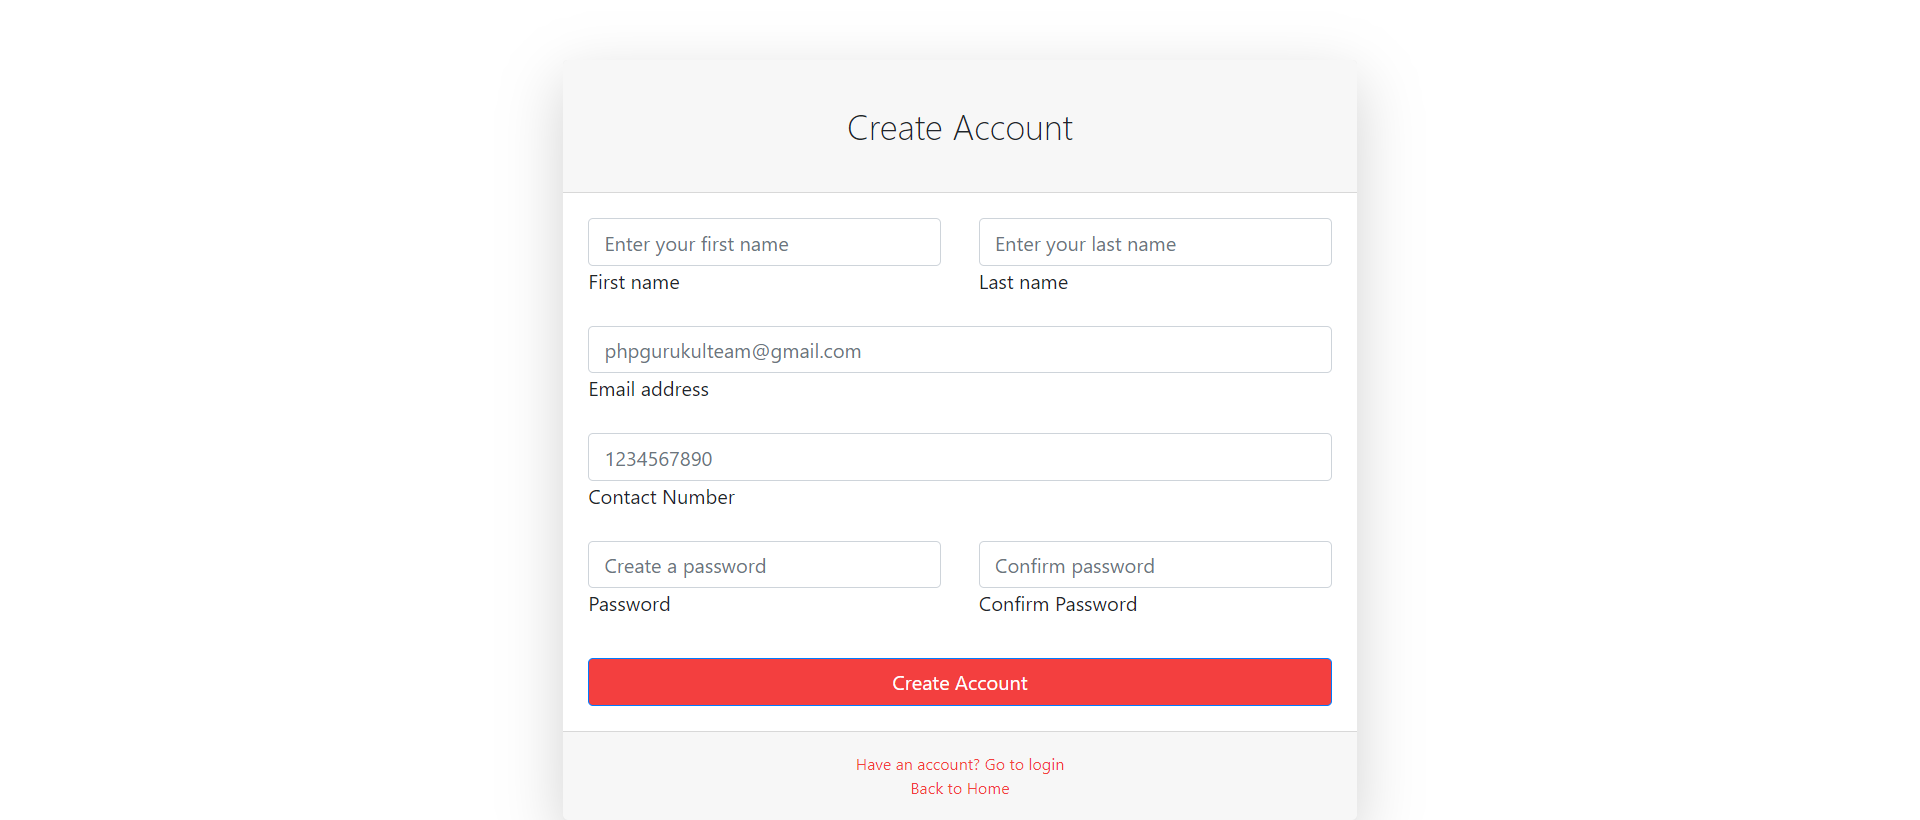 Create Account
Enter your first name
Enter your last name
First name
Last name
phpgurukulteam@gmail.com
Email address
1234567890
Contact Number
Create a password
Confirm password
Password
Confirm Password
Create Account
Have an account? Go to login
Back to Home